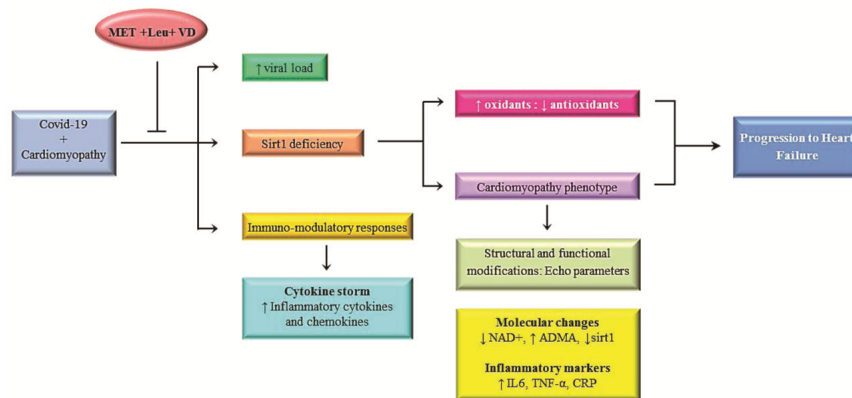 MET +Leu+ VD
↑ viral load
Covid-19
+
Cardiomyopathy
Sirt1 deficiency
Immuno-modulatory responses
Cytokine storm
↑ Inflammatory cytokines
and chemokines
↑ oxidants : ↓ antioxidants
Cardiomyopathy phenotype
Structural and functional
modifications: Echo parameters
Molecular changes
↓ NAD+, ↑ ADMA, ↓sirt1
Inflammatory markers
↑ IL6, TNF-α, CRP
Progression to Heart
Failure